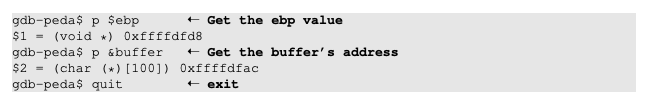 gdb-peda$ p $ebp ← Get the ebp value
$1 = (void *) 0xffffdfd8
gdb-peda$ p &buffer ← Get the buffer's address
$2 = (char (*)[100]) 0xffffdfac
gdb-peda$ quit ← exit